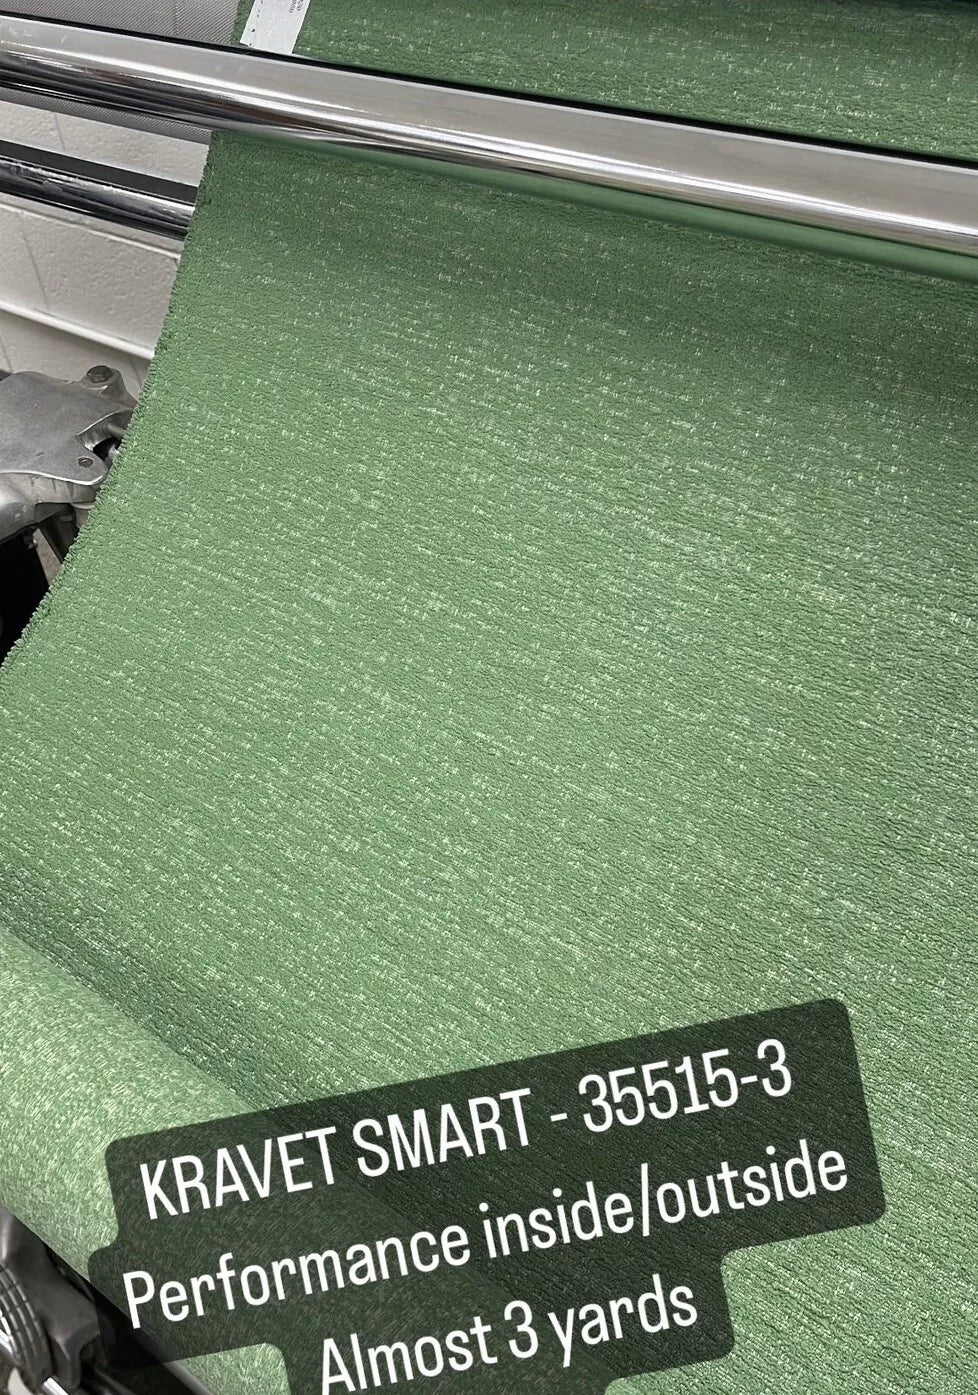 KRAVET SMART - 35515-3
Performance inside/outside
Almost 3 yards